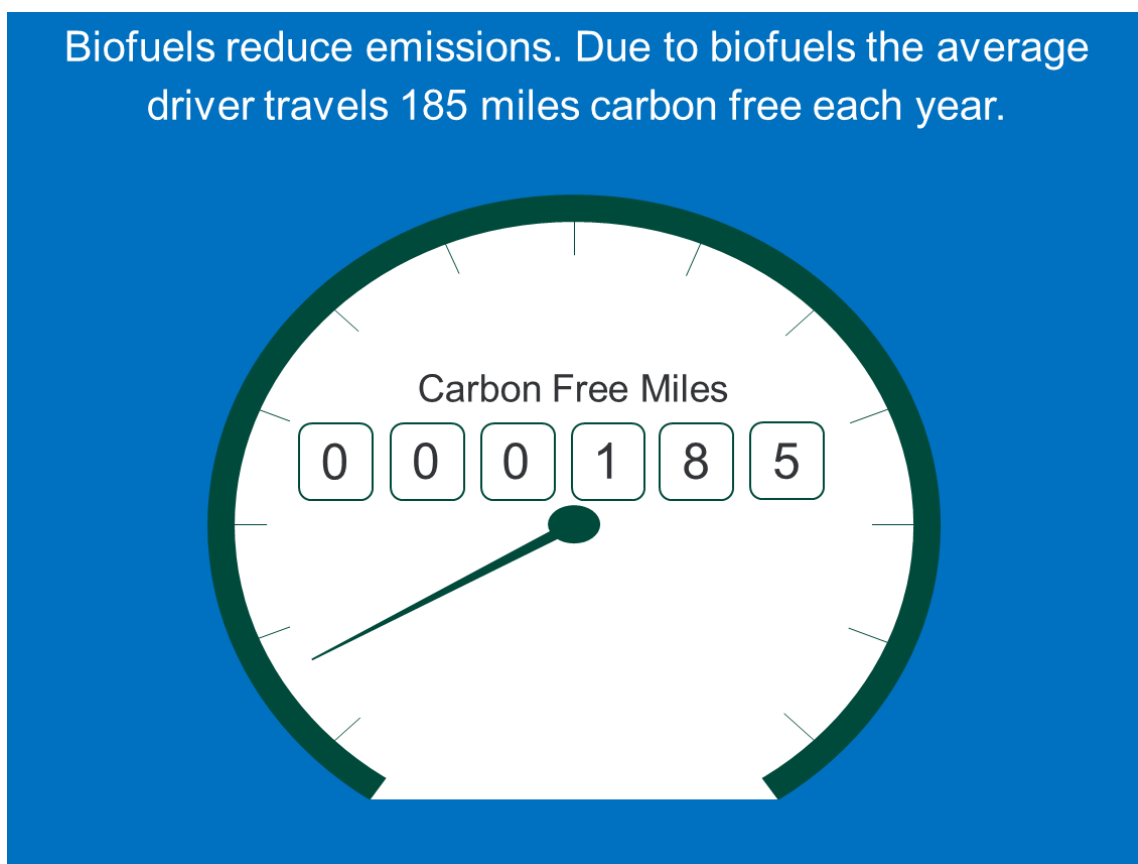 Biofuels reduce emissions. Due to biofuels the average
driver travels 185 miles carbon free each year.
Carbon Free Miles
0 0 0 1 8 5